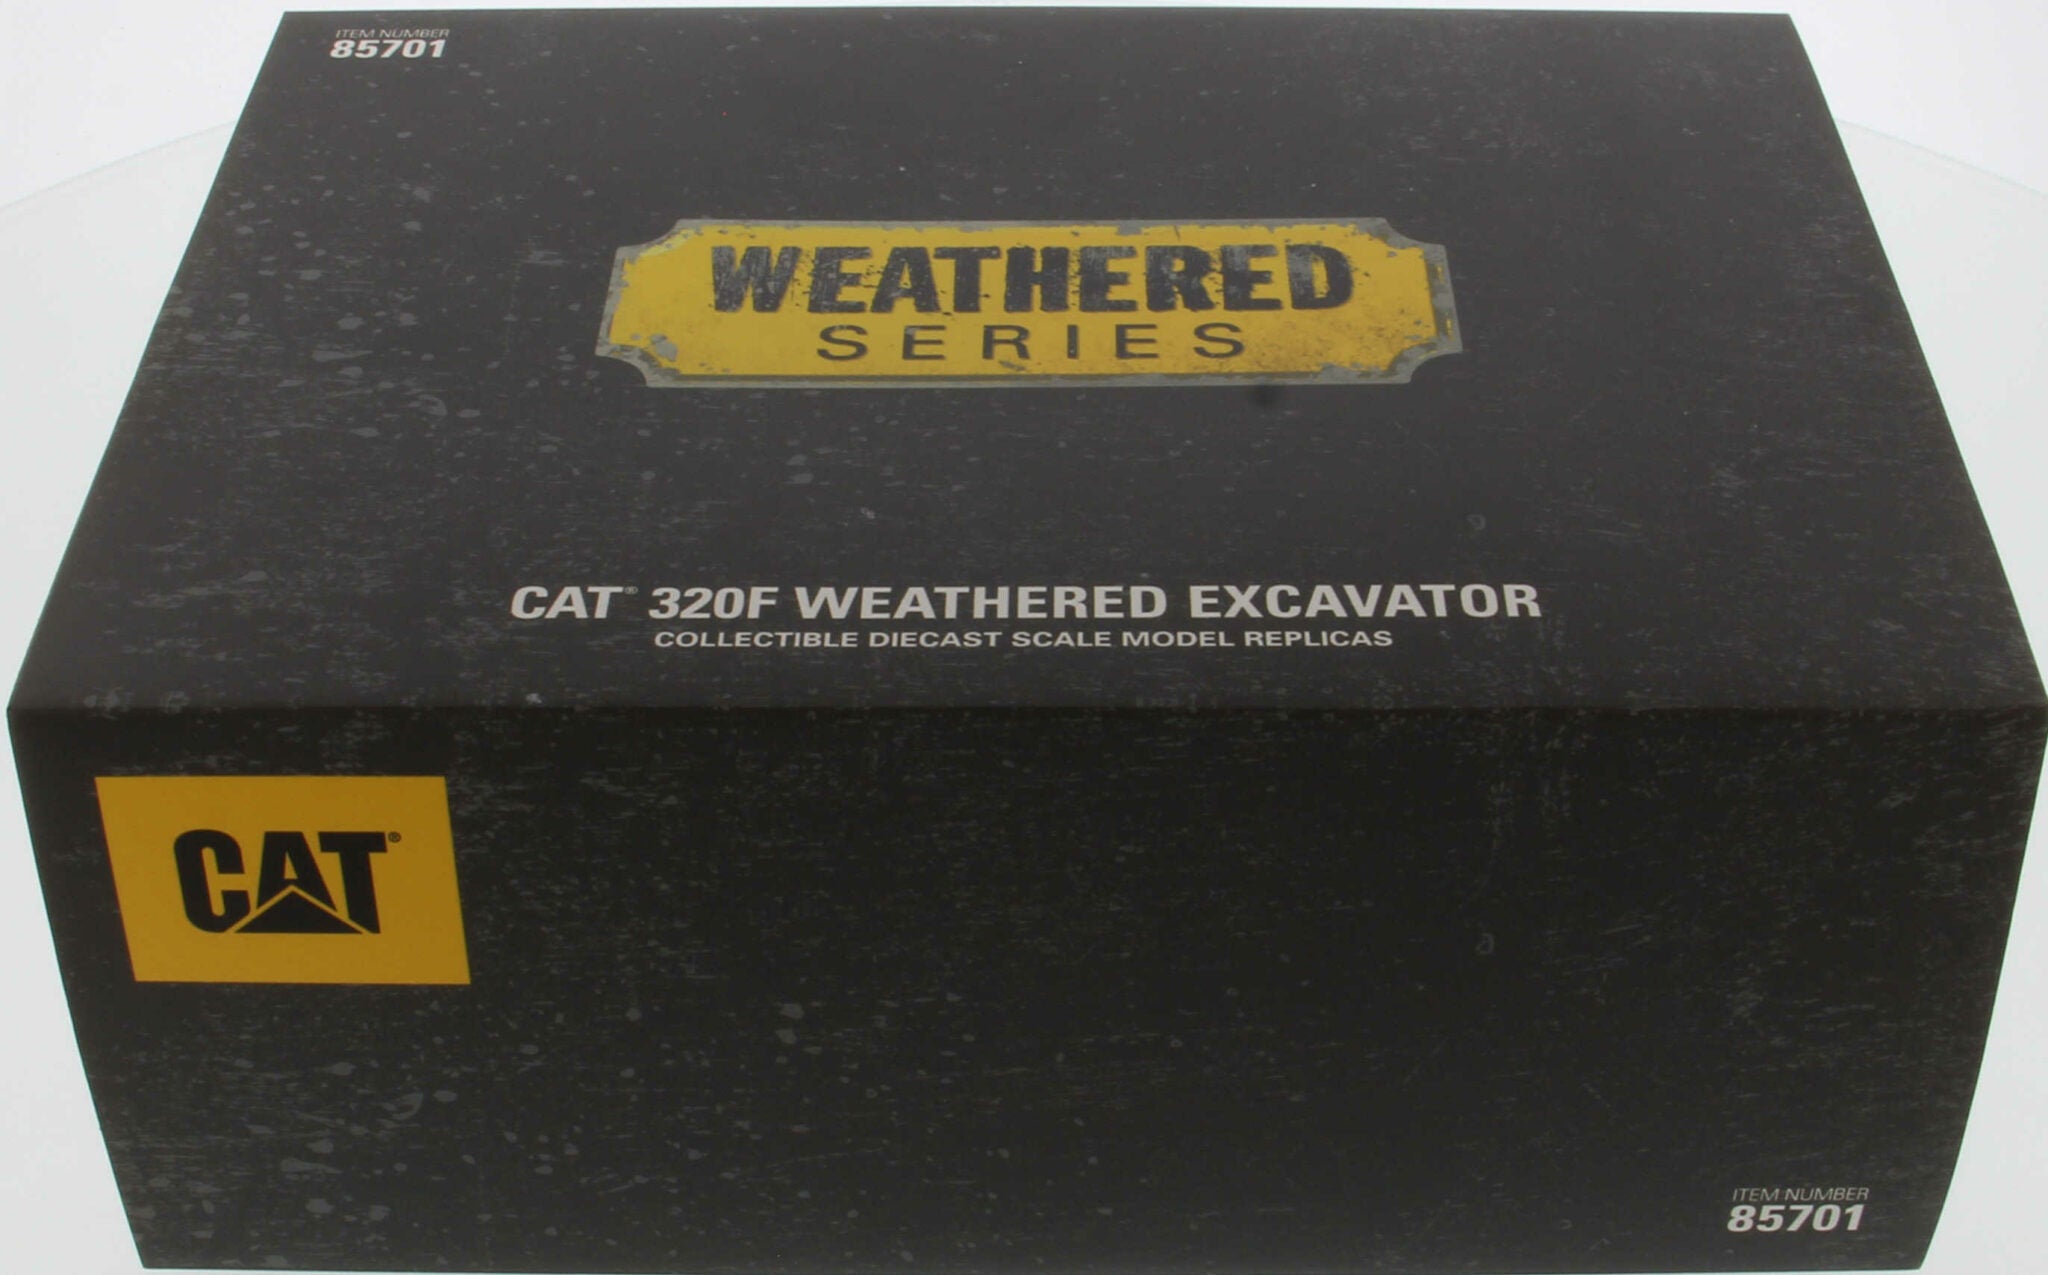 ITEM NUMBER
85701
WEATHERED
SERIES
CAT® 320F WEATHERED EXCAVATOR
COLLECTIBLE DIECAST SCALE MODEL REPLICAS
CAT®
ITEM NUMBER
85701